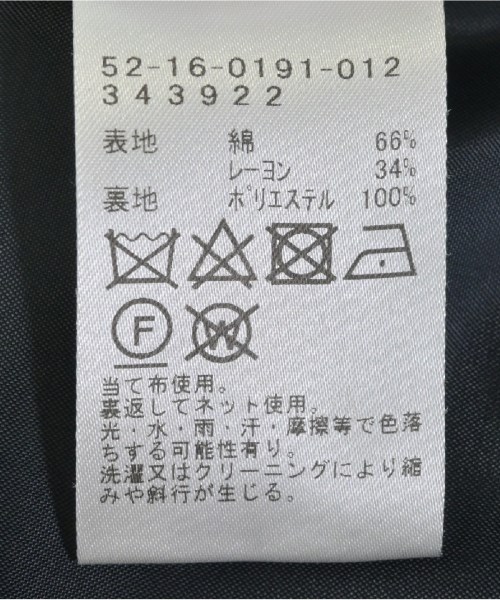 52-16-0191-012
343922
表地 綿 66%
レーヨン 34%
裏地 ポリエステル 100%
F W
当て布使用。
裏返してネット使用。
光・水・雨・汗・摩擦等で色落
ちする可能性有り。
洗濯又はクリーニングにより縮
みや斜行が生じる。